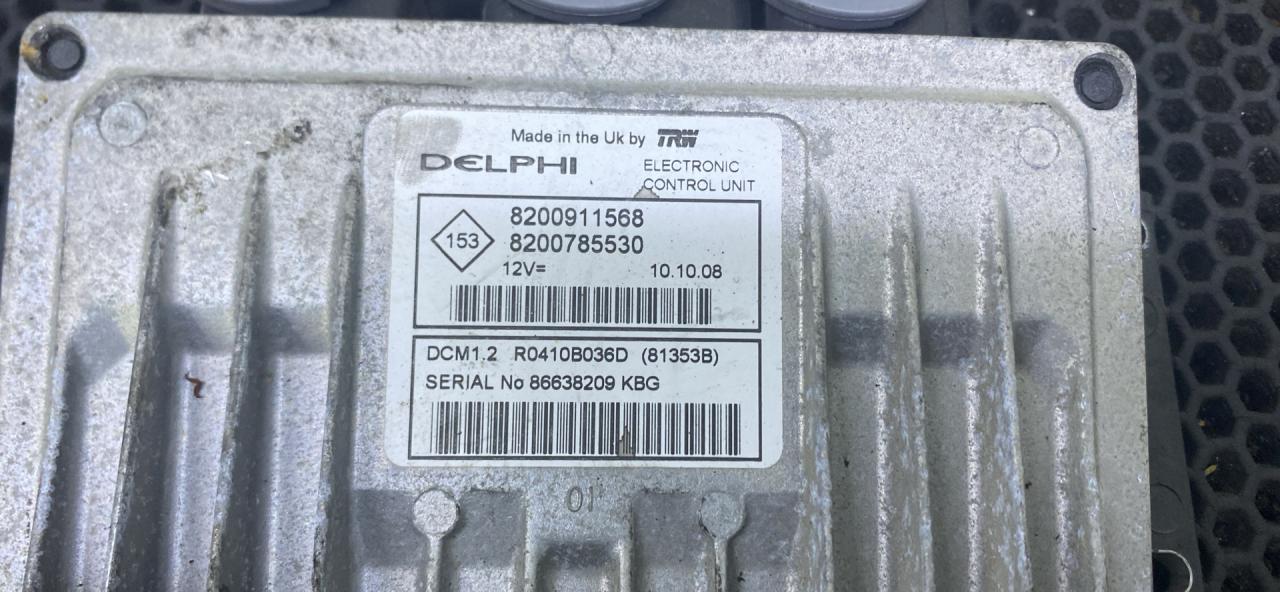 Made in the Uk by TRW
DELPHI
ELECTRONIC
CONTROL UNIT
153
8200911568
8200785530
12V=
10.10.08
DCM1.2 R0410B036D (81353B)
SERIAL No 86638209 KBG
01